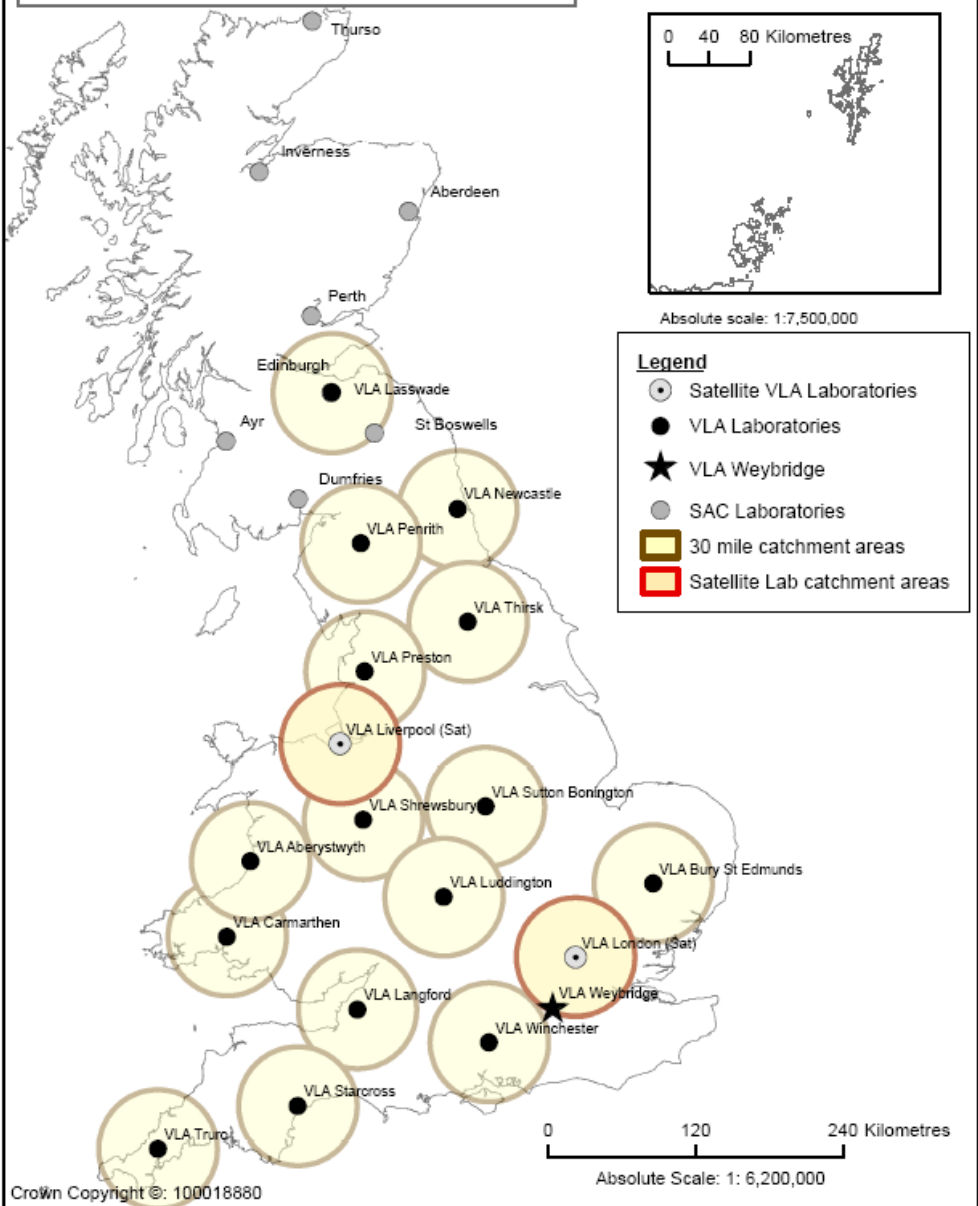 Thurso
0 40 80 Kilometres
Inverness
Aberdeen
Perth
Absolute scale: 1:7,500,000
Legend
Satellite VLA Laboratories
VLA Laboratories
VLA Weybridge
SAC Laboratories
30 mile catchment areas
Satellite Lab catchment areas
Edinburgh
VLA Lasswade
Ayr
St Boswells
Dumfries
VLA Newcastle
VLA Penrith
VLA Thirsk
VLA Preston
VLA Liverpool (Sat)
VLA Shrewsbury
VLA Sutton Bonington
VLA Aberystwyth
VLA Bury St Edmunds
VLA Luddington
VLA Carmarthen
VLA London (Sat)
VLA Weybridge
VLA Langford
VLA Winchester
VLA Starcross
VLA Truro
0 120 240 Kilometres
Absolute Scale: 1: 6,200,000
Crown Copyright ©: 100018880